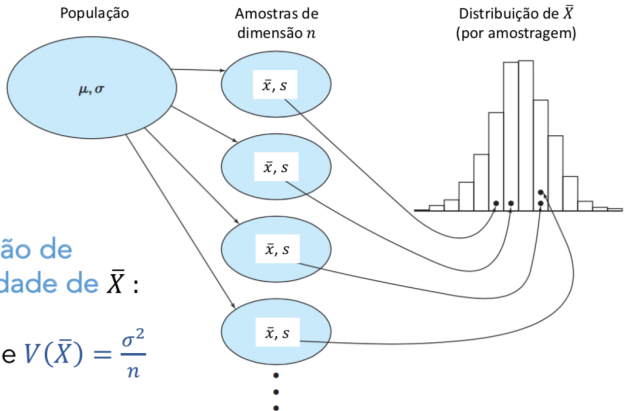 População
Amostras de
dimensão n
Distribuição de X̄
(por amostragem)
μ, σ
x̄, s
x̄, s
x̄, s
x̄, s
ão de
dade de X̄ :
e V(X̄) = σ²/n